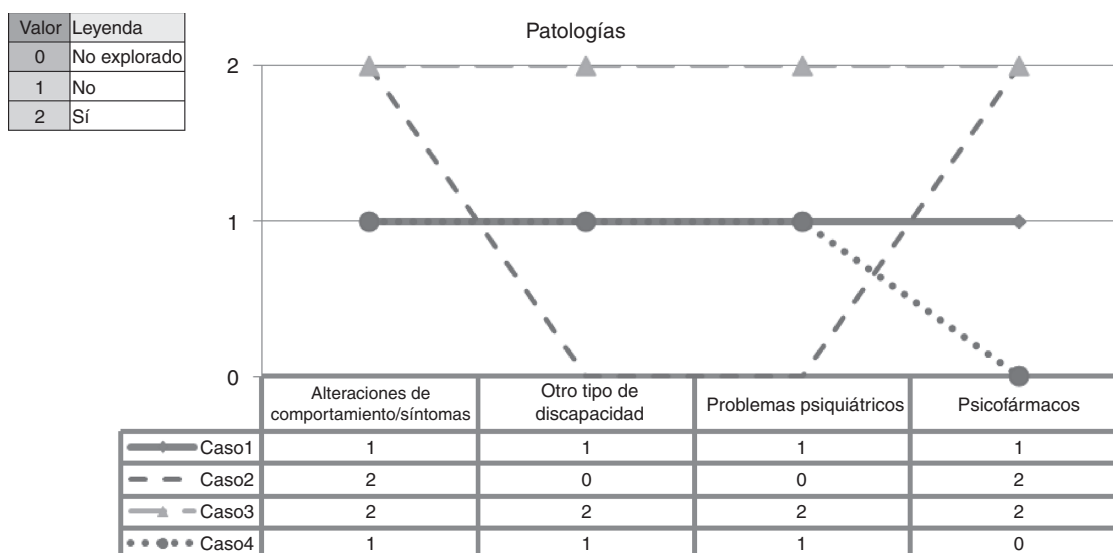 Valor Leyenda
0 No explorado
1 No
2 Sí
Patologías
2
1
0
Alteraciones de comportamiento/síntomas
Otro tipo de discapacidad
Problemas psiquiátricos
Psicofármacos
Caso1 1 1 1 1
Caso2 2 0 0 2
Caso3 2 2 2 2
Caso4 1 1 1 0